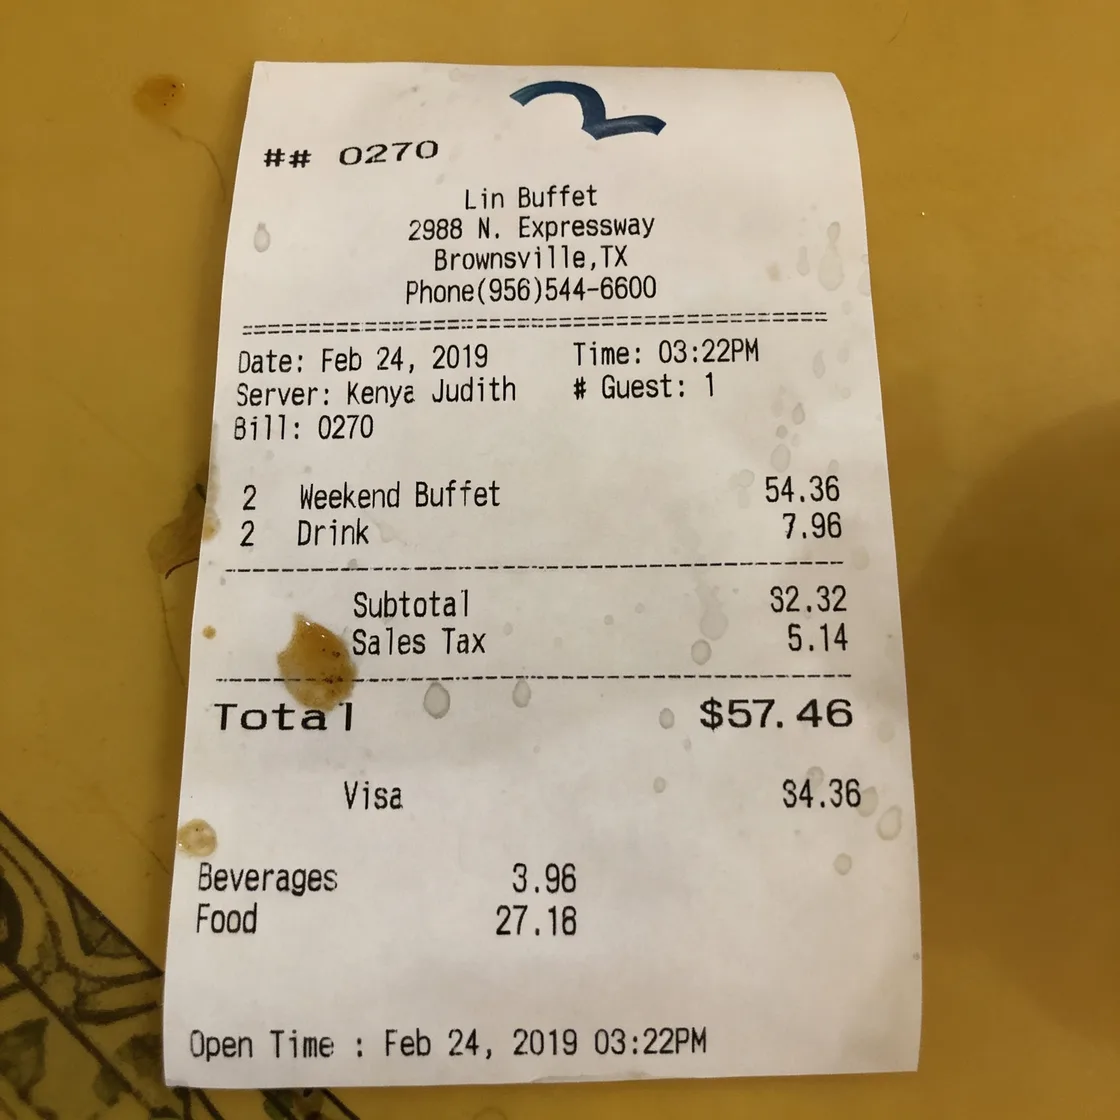 2
## 0270
Lin Buffet
2988 N. Expressway
Brownsville,TX
Phone(956)544-6600
Date: Feb 24, 2019 Time: 03:22PM
Server: Kenya Judith # Guest: 1
Bill: 0270
2 Weekend Buffet 54.36
2 Drink 7.96
Subtotal 32.32
Sales Tax 5.14
Total $57.46
Visa 34.36
Beverages 3.96
Food 27.18
Open Time : Feb 24, 2019 03:22PM